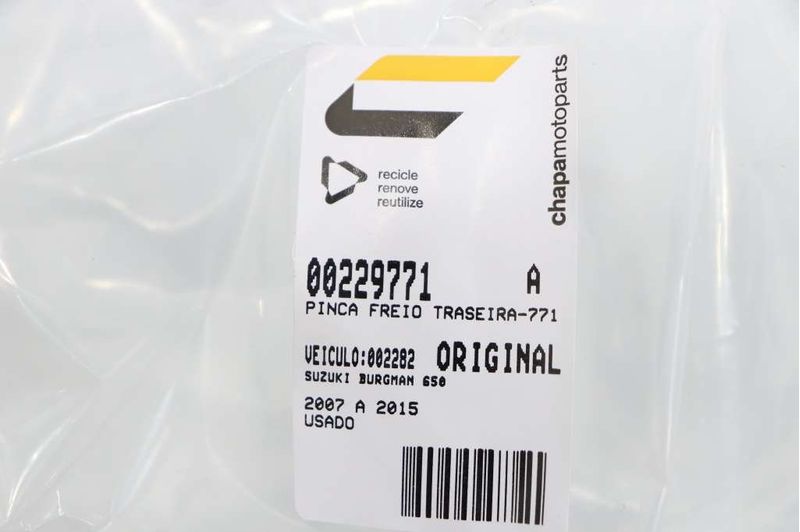 chapamotoparts
recicle
renove
reutilize
00229771 A
PINCA FREIO TRASEIRA-771
VEICULO:002282 ORIGINAL
SUZUKI BURGMAN 650
2007 A 2015
USADO